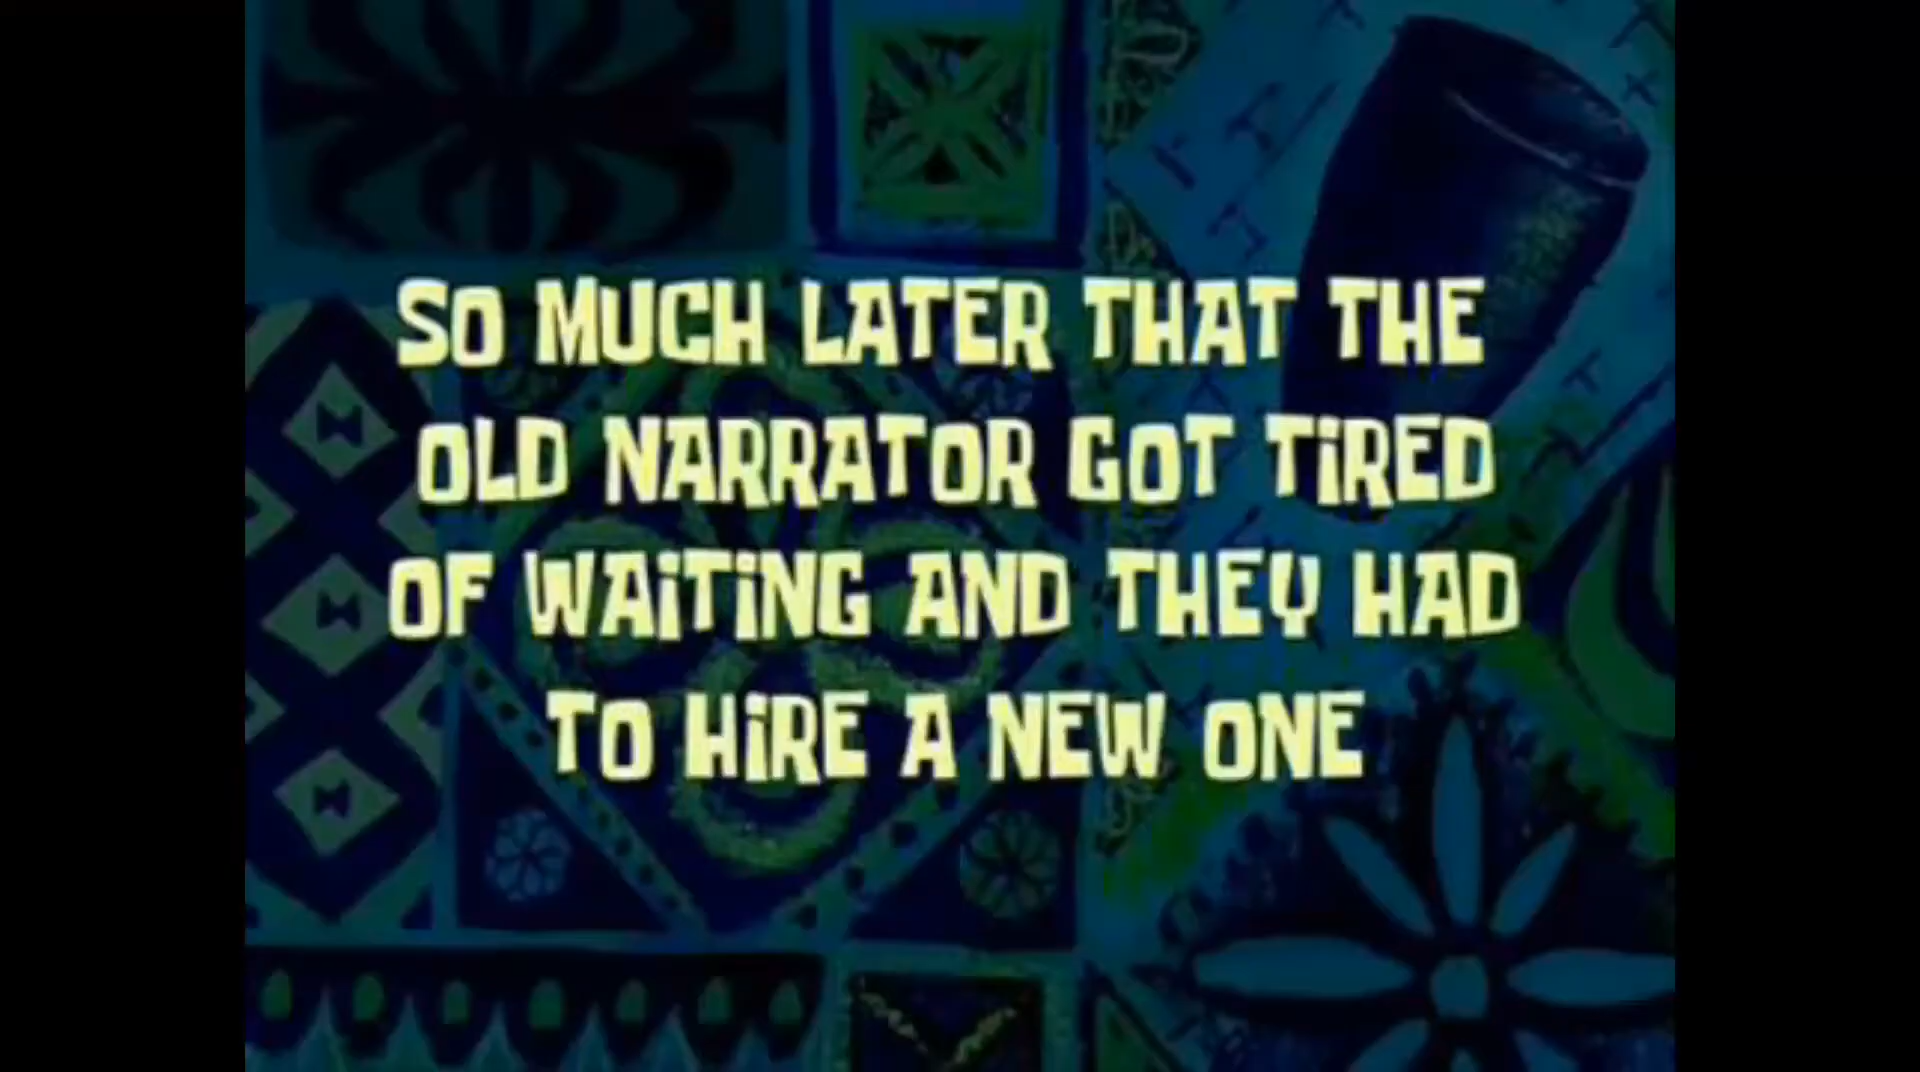 SO MUCH LATER THAT THE
OLD NARRATOR GOT TiRED
OF WAiTiNG AND THEY HAD
TO HiRE A NEW ONE